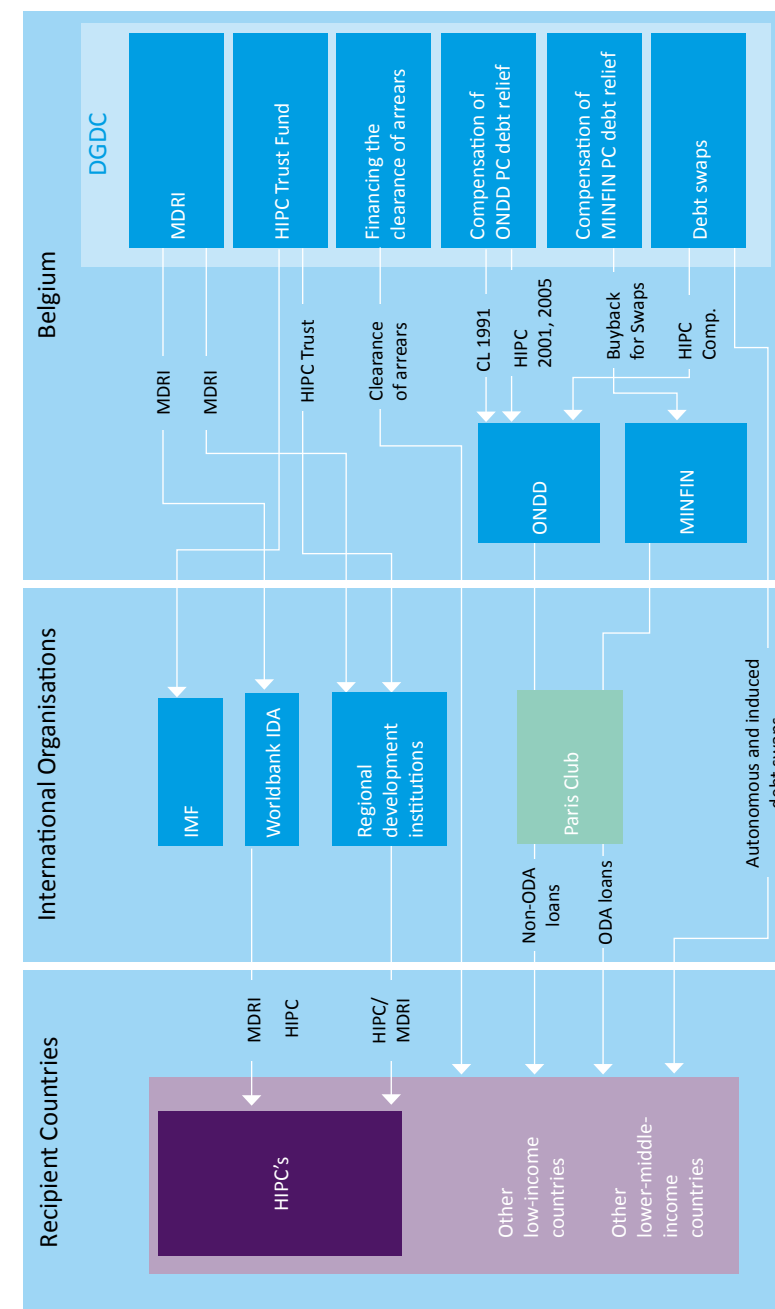 Belgium
DGDC
MDRI
HIPC Trust Fund
Financing the
clearance of arrears
Compensation of
ONDD PC debt relief
Compensation of
MINFIN PC debt relief
Debt swaps
MDRI
MDRI
HIPC Trust
Clearance
of arrears
CL 1991
HIPC
2001, 2005
Buyback
for Swaps
HIPC
Comp.
ONDD
MINFIN
International Organisations
IMF
Worldbank IDA
Regional
development
institutions
Paris Club
Non-ODA
loans
ODA loans
Autonomous and induced
debt swaps
Recipient Countries
MDRI
HIPC
HIPC/
MDRI
HIPC's
Other
low-income
countries
Other
lower-middle-
income
countries